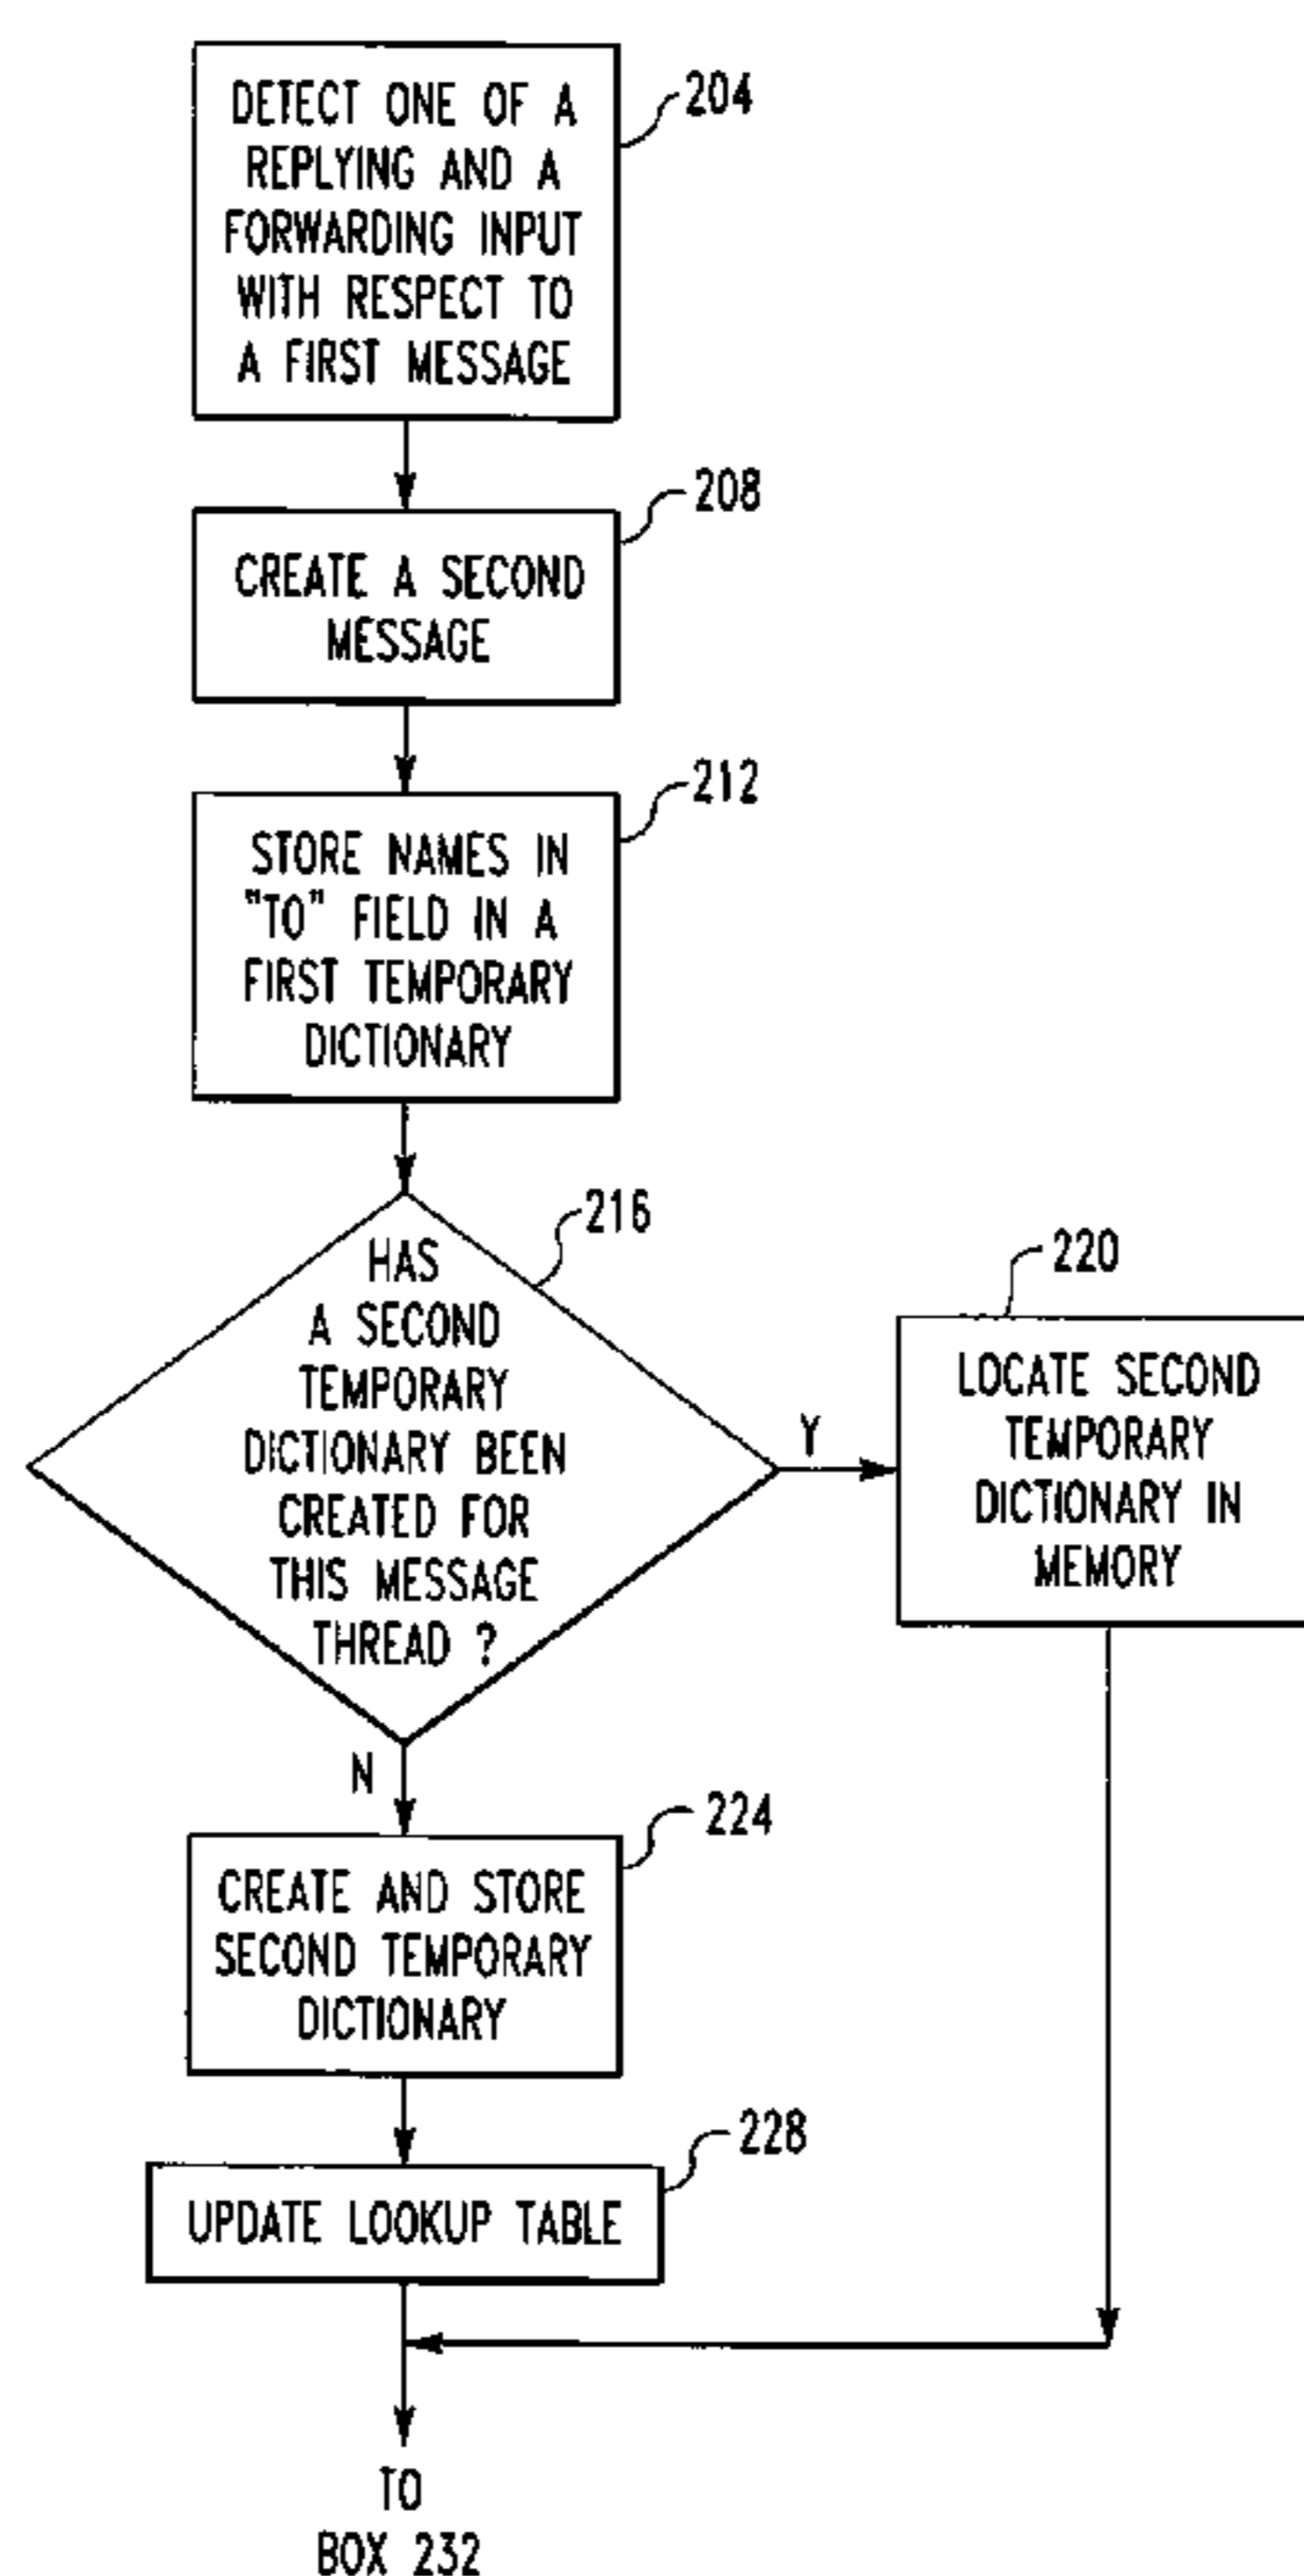 DETECT ONE OF A
REPLYING AND A
FORWARDING INPUT
WITH RESPECT TO
A FIRST MESSAGE
204
CREATE A SECOND
MESSAGE
208
STORE NAMES IN
"TO" FIELD IN A
FIRST TEMPORARY
DICTIONARY
212
HAS
A SECOND
TEMPORARY
DICTIONARY BEEN
CREATED FOR
THIS MESSAGE
THREAD ?
216
Y
LOCATE SECOND
TEMPORARY
DICTIONARY IN
MEMORY
220
N
CREATE AND STORE
SECOND TEMPORARY
DICTIONARY
224
UPDATE LOOKUP TABLE
228
TO
BOX 232